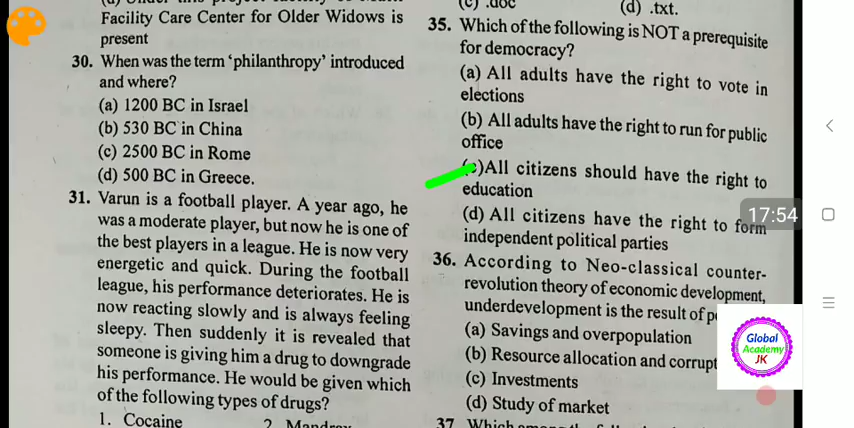 Facility Care Center for Older Widows is
present
30. When was the term ‘philanthropy’ introduced
and where?
(a) 1200 BC in Israel
(b) 530 BC in China
(c) 2500 BC in Rome
(d) 500 BC in Greece.
31. Varun is a football player. A year ago, he
was a moderate player, but now he is one of
the best players in a league. He is now very
energetic and quick. During the football
league, his performance deteriorates. He is
now reacting slowly and is always feeling
sleepy. Then suddenly it is revealed that
someone is giving him a drug to downgrade
his performance. He would be given which
of the following types of drugs?
1. Cocaine
(c) .doc (d) .txt.
35. Which of the following is NOT a prerequisite
for democracy?
(a) All adults have the right to vote in
elections
(b) All adults have the right to run for public
office
(c) All citizens should have the right to
education
(d) All citizens have the right to form
independent political parties
36. According to Neo-classical counter-
revolution theory of economic development,
underdevelopment is the result of
(a) Savings and overpopulation
(b) Resource allocation and
(c) Investments
(d) Study of market
37
17:54
Global
Academy
JK